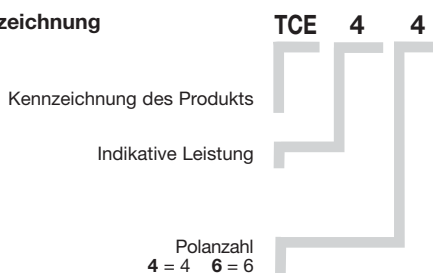 zeichnung TCE 4 4
Kennzeichnung des Produkts
Indikative Leistung
Polanzahl
4 = 4 6 = 6